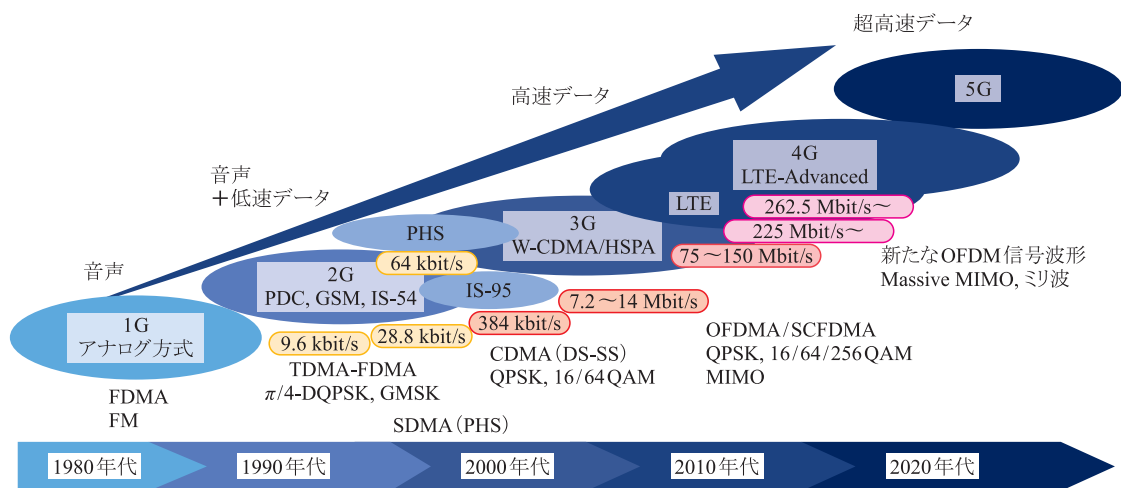 超高速データ
高速データ
音声
＋低速データ
音声
5G
4G
LTE-Advanced
LTE
262.5 Mbit/s～
225 Mbit/s～
75～150 Mbit/s
3G
W-CDMA/HSPA
PHS
64 kbit/s
2G
PDC, GSM, IS-54
IS-95
7.2～14 Mbit/s
384 kbit/s
28.8 kbit/s
9.6 kbit/s
1G
アナログ方式
新たなOFDM信号波形
Massive MIMO, ミリ波
OFDMA/SCFDMA
QPSK, 16/64/256QAM
MIMO
CDMA（DS-SS）
QPSK, 16/64QAM
TDMA-FDMA
π/4-DQPSK, GMSK
SDMA（PHS）
FDMA
FM
1980年代
1990年代
2000年代
2010年代
2020年代